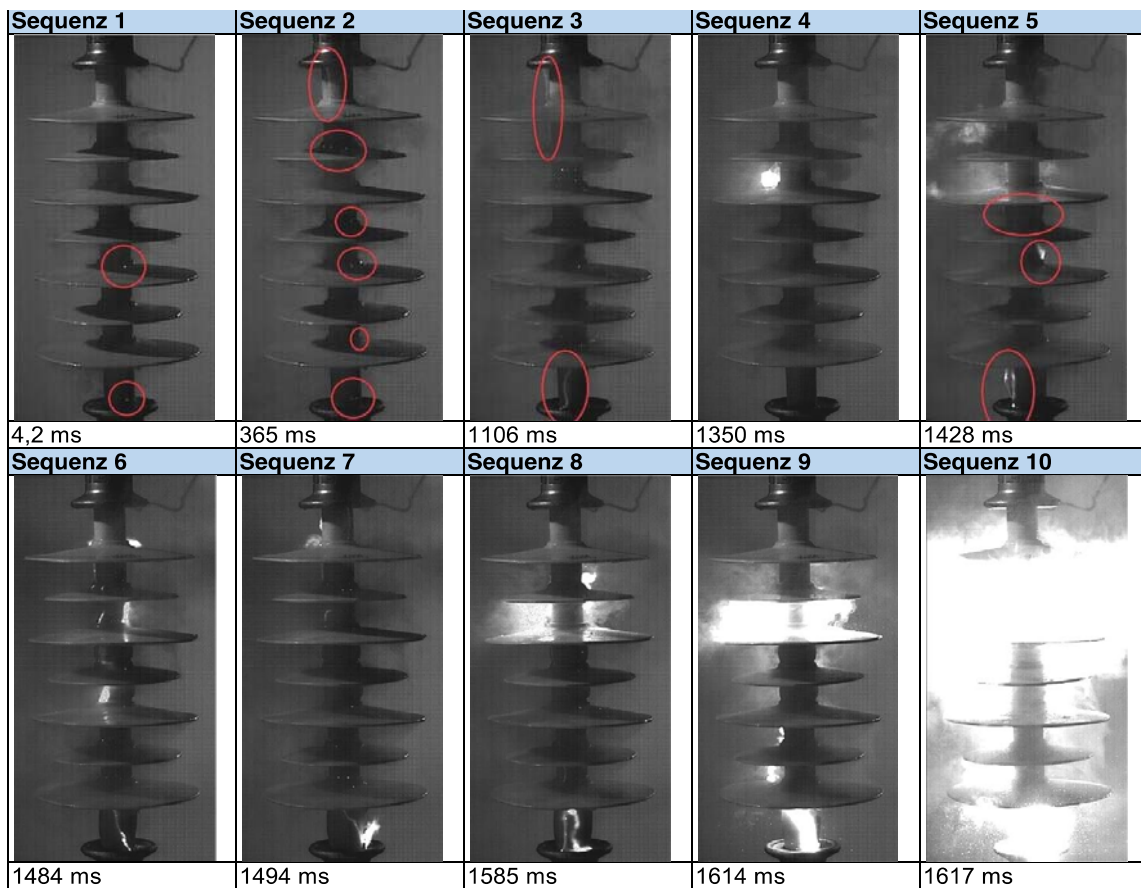 Sequenz 1 Sequenz 2 Sequenz 3 Sequenz 4 Sequenz 5
4,2 ms 365 ms 1106 ms 1350 ms 1428 ms
Sequenz 6 Sequenz 7 Sequenz 8 Sequenz 9 Sequenz 10
1484 ms 1494 ms 1585 ms 1614 ms 1617 ms